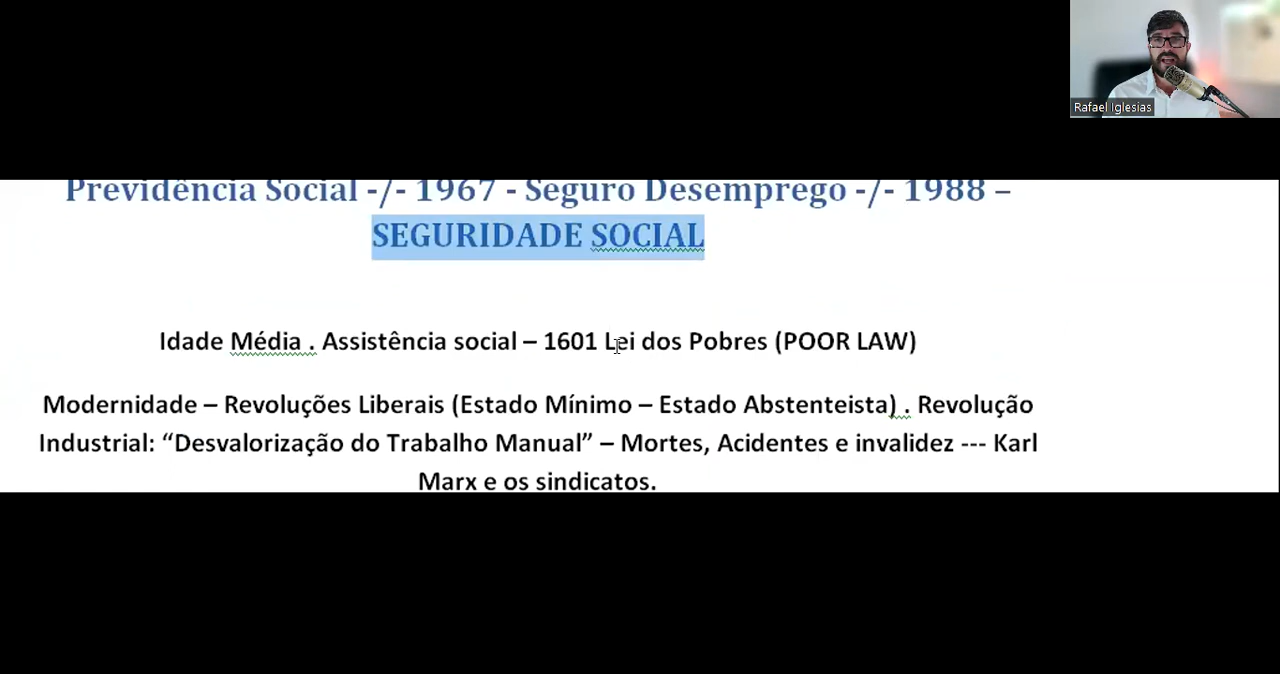 Rafael Iglesias
Previdência Social -/- 1967 - Seguro Desemprego -/- 1988 –
SEGURIDADE SOCIAL
Idade Média . Assistência social – 1601 Lei dos Pobres (POOR LAW)
Modernidade – Revoluções Liberais (Estado Mínimo – Estado Abstenteista) . Revolução
Industrial: “Desvalorização do Trabalho Manual” – Mortes, Acidentes e invalidez --- Karl
Marx e os sindicatos.